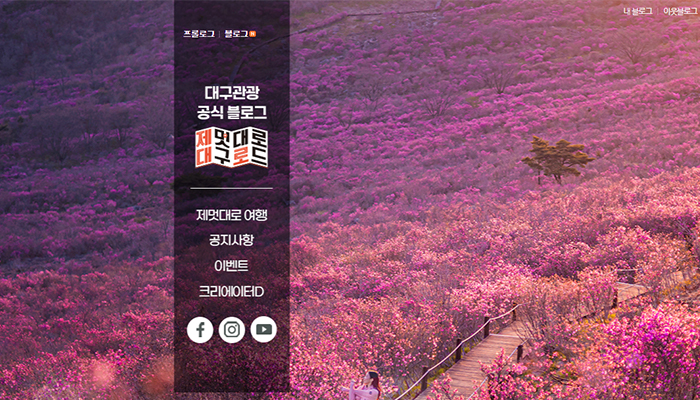 내 블로그 | 이웃블로그
프롤로그 | 블로그
대구관광
공식 블로그
제멋대로
대구로드
제멋대로 여행
공지사항
이벤트
크리에이터D